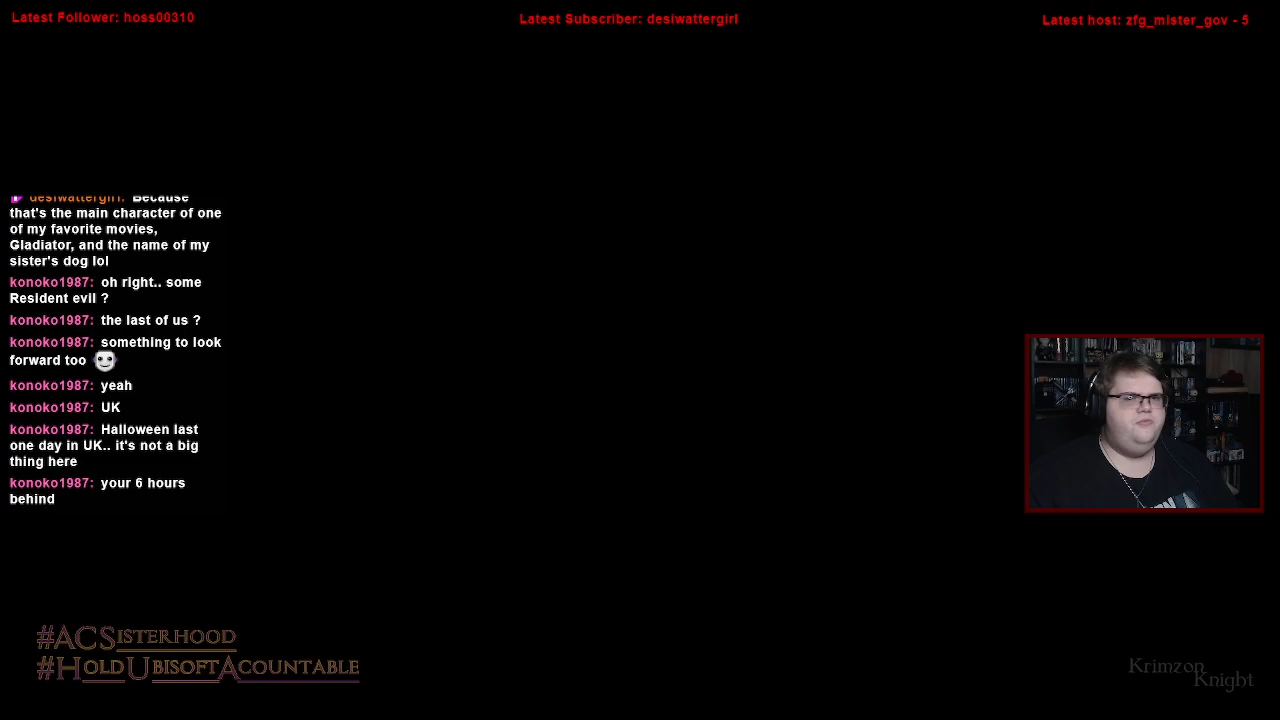 Latest Follower: hoss00310
Latest Subscriber: desiwattergirl
Latest host: zfg_mister_gov - 5
desiwattergirl: Because
that's the main character of one
of my favorite movies,
Gladiator, and the name of my
sister's dog lol
konoko1987: oh right.. some
Resident evil ?
konoko1987: the last of us ?
konoko1987: something to look
forward too
konoko1987: yeah
konoko1987: UK
konoko1987: Halloween last
one day in UK.. it's not a big
thing here
konoko1987: your 6 hours
behind
#ACSisterhood
#HoldUbisoftAcountable
Krimzon
Knight